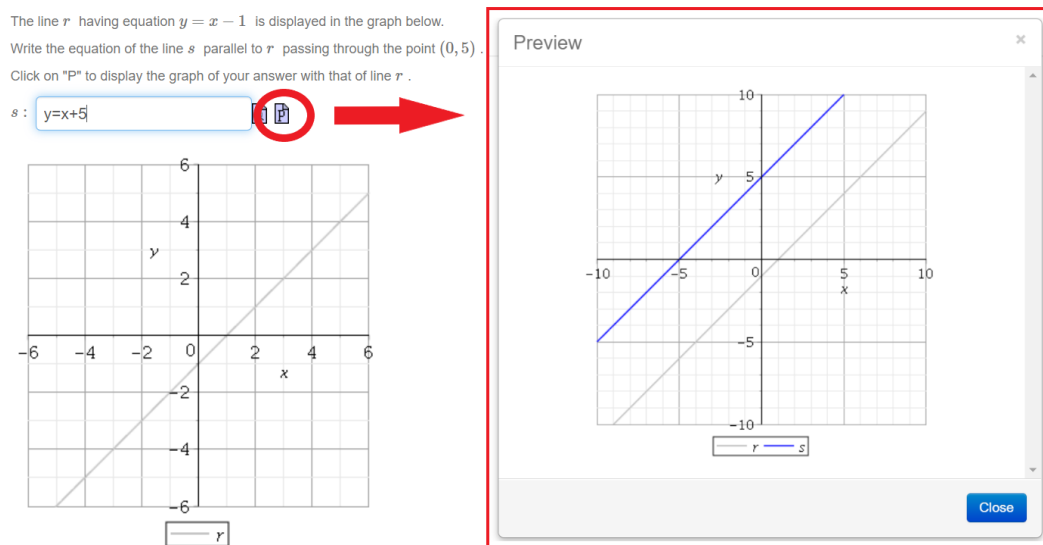 The line r having equation y = x − 1 is displayed in the graph below.
Write the equation of the line s parallel to r passing through the point (0, 5) .
Click on "P" to display the graph of your answer with that of line r .
s : y=x+5
P
6
4
y
2
−6 −4 −2 0 2 4 6
x
−2
−4
−6
r
Preview ×
10
y 5
−10 −5 0 5 10
x
−5
−10
r s
Close